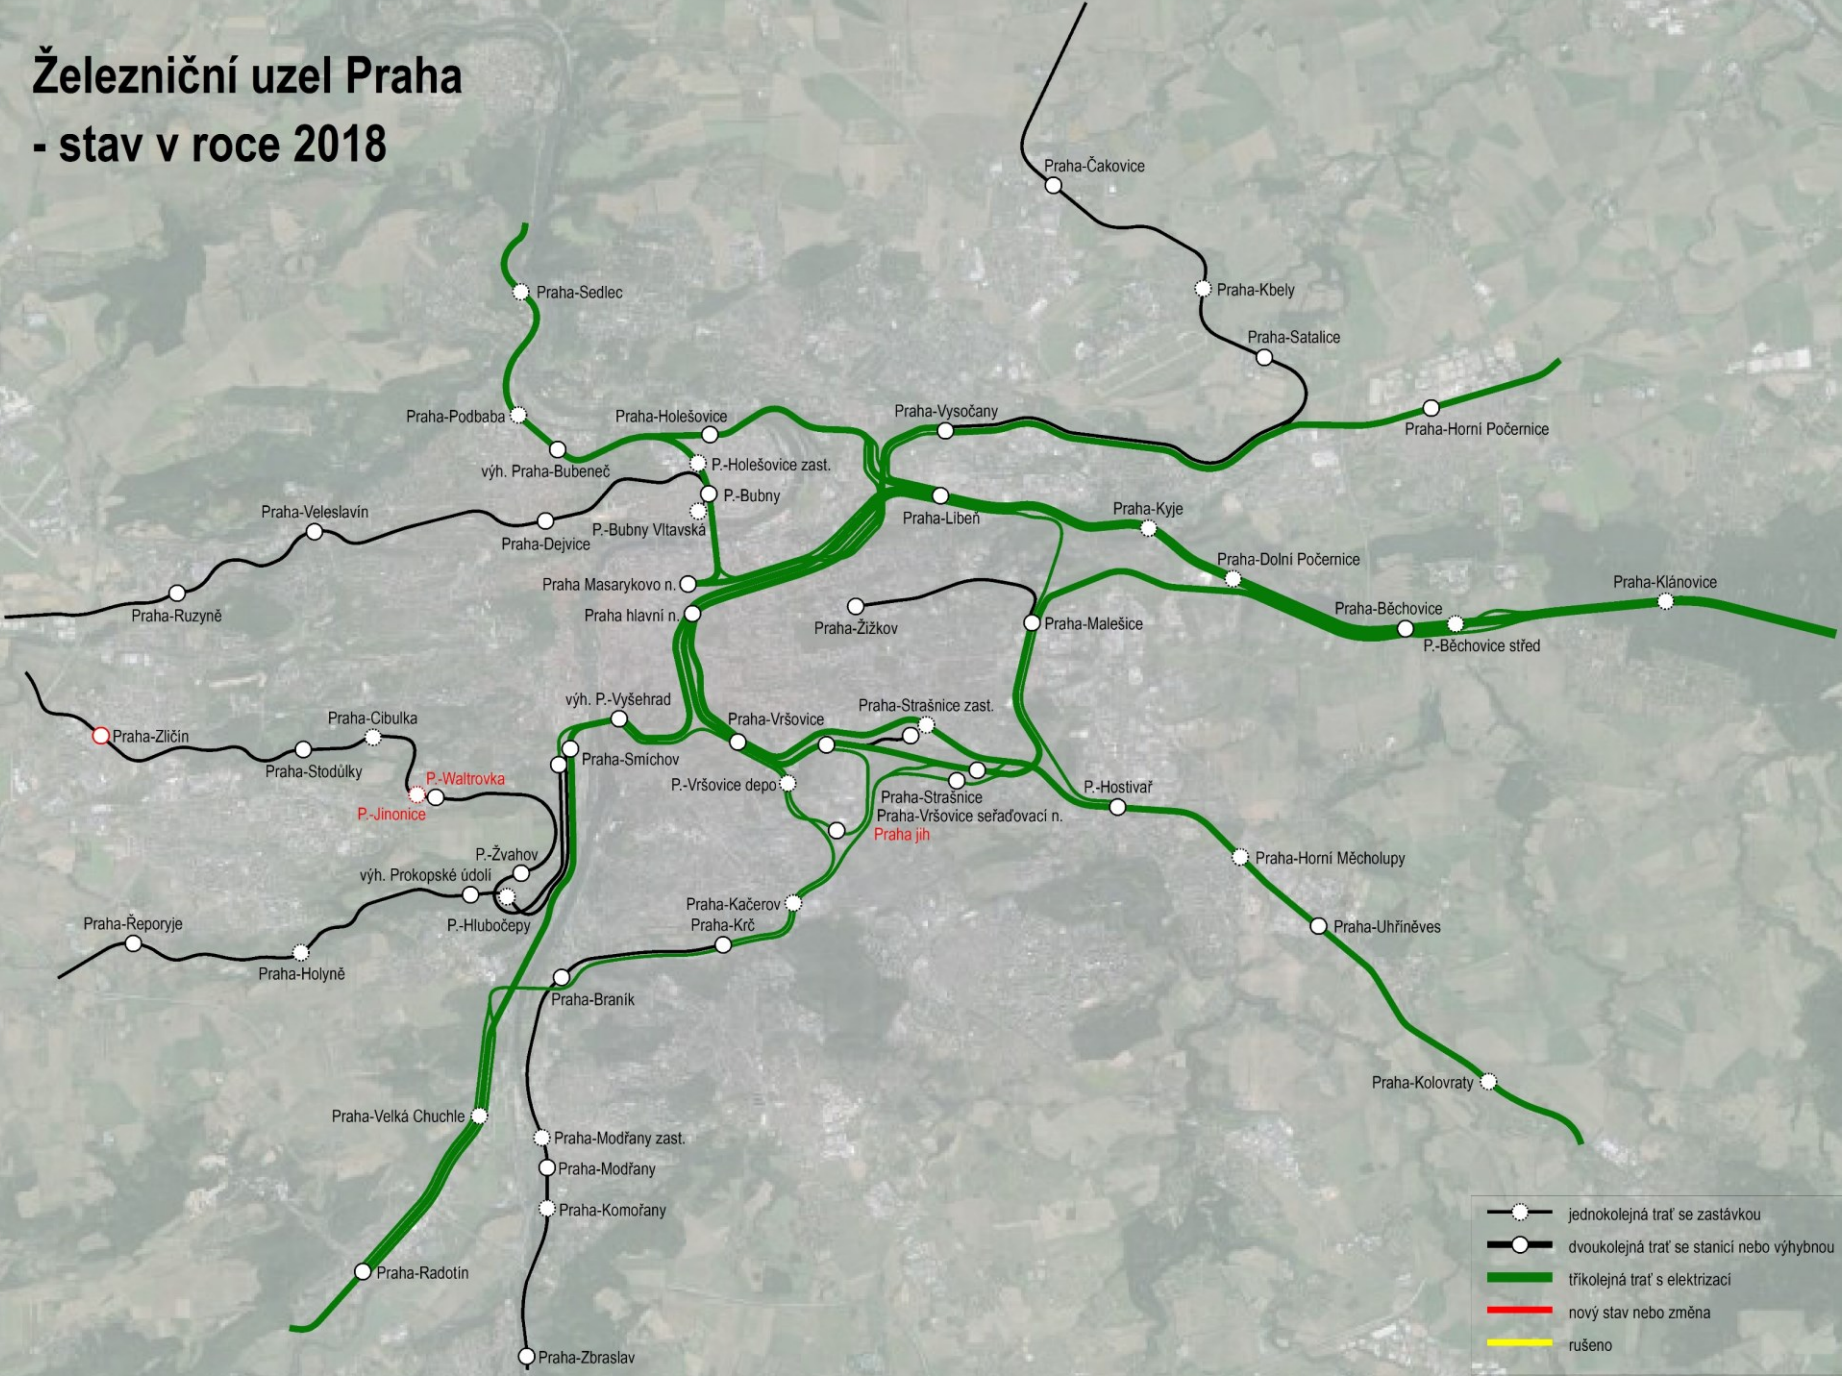 Železniční uzel Praha
- stav v roce 2018
Praha-Čakovice
Praha-Kbely
Praha-Sedlec
Praha-Satalice
Praha-Podbaba
Praha-Holešovice
Praha-Vysočany
Praha-Horní Počernice
výh. Praha-Bubeneč
P.-Holešovice zast.
P.-Bubny
Praha-Veleslavín
P.-Bubny Vltavská
Praha-Dejvice
Praha-Libeň
Praha-Kyje
Praha-Dolní Počernice
Praha Masarykovo n.
Praha-Klánovice
Praha-Ruzyně
Praha hlavní n.
Praha-Žižkov
Praha-Malešice
Praha-Běchovice
P.-Běchovice střed
výh. P.-Vyšehrad
Praha-Strašnice zast.
Praha-Cibulka
Praha-Vršovice
Praha-Zličín
Praha-Smíchov
Praha-Stodůlky
P.-Waltrovka
P.-Vršovice depo
P.-Hostivař
Praha-Strašnice
P.-Jinonice
Praha-Vršovice seřaďovací n.
Praha jih
P.-Žvahov
Praha-Horní Měcholupy
výh. Prokopské údolí
Praha-Kačerov
Praha-Řeporyje
P.-Hlubočepy
Praha-Krč
Praha-Uhříněves
Praha-Holyně
Praha-Braník
Praha-Kolovraty
Praha-Velká Chuchle
Praha-Modřany zast.
Praha-Modřany
Praha-Komořany
Praha-Radotín
Praha-Zbraslav
jednokolejná trať se zastávkou
dvoukolejná trať se stanicí nebo výhybnou
tříkolejná trať s elektrizací
nový stav nebo změna
rušeno